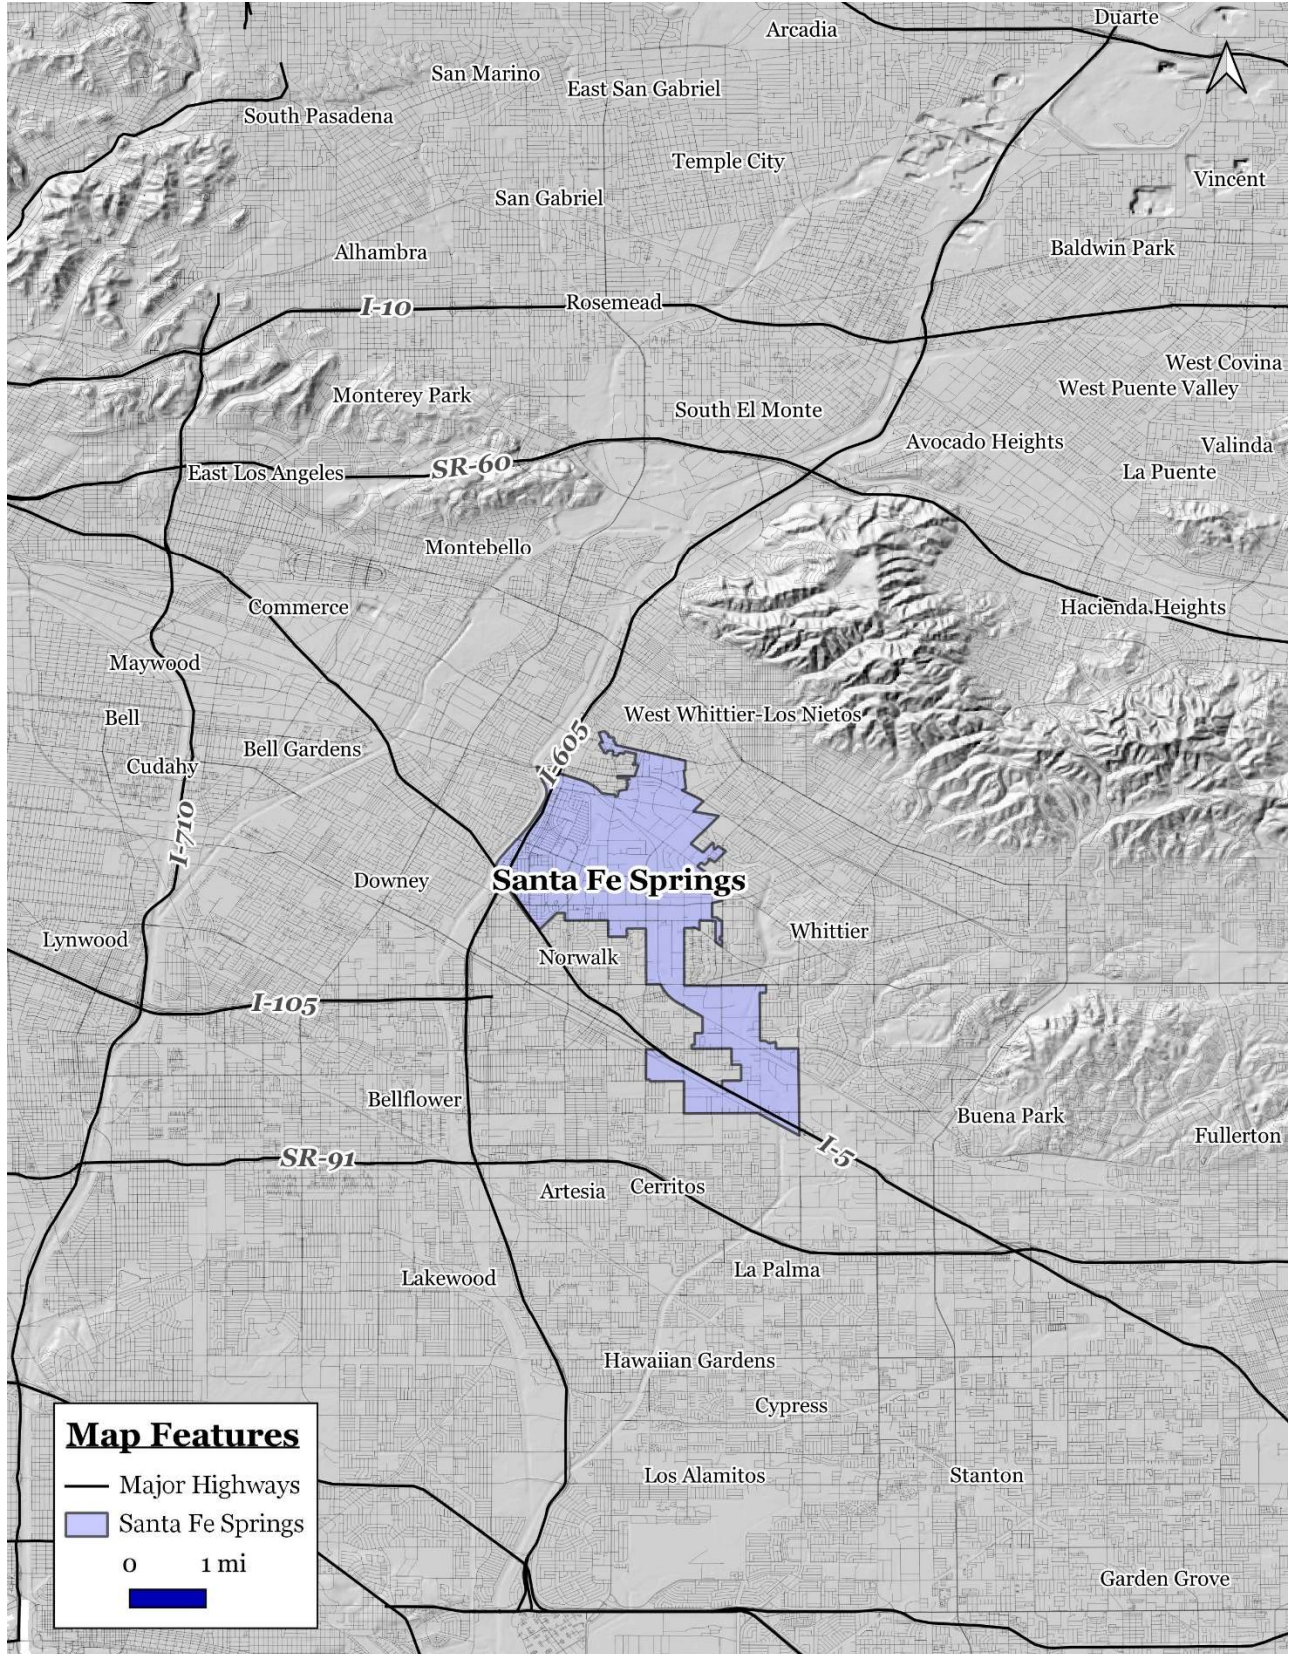 Duarte
Arcadia
San Marino
East San Gabriel
South Pasadena
Temple City
Vincent
San Gabriel
Alhambra
Baldwin Park
I-10
Rosemead
West Covina
West Puente Valley
Monterey Park
South El Monte
Avocado Heights
Valinda
SR-60
East Los Angeles
La Puente
Montebello
Commerce
Hacienda Heights
Maywood
Bell
West Whittier-Los Nietos
Bell Gardens
I-605
Cudahy
I-710
Downey
Santa Fe Springs
Whittier
Lynwood
Norwalk
I-105
Bellflower
Buena Park
Fullerton
I-5
SR-91
Artesia
Cerritos
La Palma
Lakewood
Hawaiian Gardens
Cypress
Los Alamitos
Stanton
Garden Grove
Map Features
Major Highways
Santa Fe Springs
0 1 mi